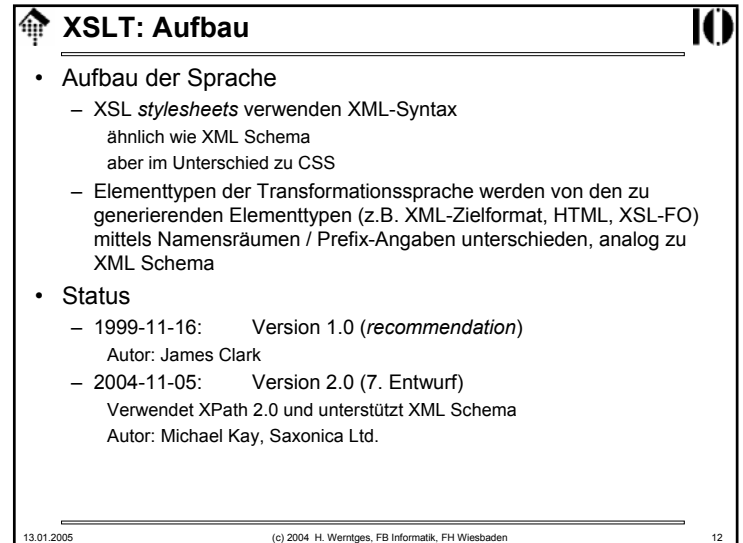 XSLT: Aufbau
• Aufbau der Sprache
– XSL stylesheets verwenden XML-Syntax
ähnlich wie XML Schema
aber im Unterschied zu CSS
– Elementtypen der Transformationssprache werden von den zu
generierenden Elementtypen (z.B. XML-Zielformat, HTML, XSL-FO)
mittels Namensräumen / Prefix-Angaben unterschieden, analog zu
XML Schema
• Status
– 1999-11-16: Version 1.0 (recommendation)
Autor: James Clark
– 2004-11-05: Version 2.0 (7. Entwurf)
Verwendet XPath 2.0 und unterstützt XML Schema
Autor: Michael Kay, Saxonica Ltd.
13.01.2005 (c) 2004 H. Werntges, FB Informatik, FH Wiesbaden 12